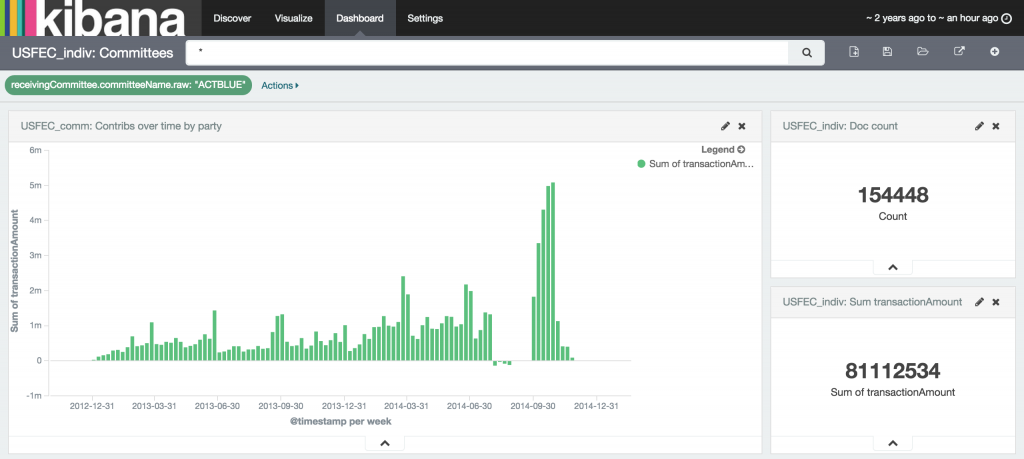 kibana
Discover Visualize Dashboard Settings
~ 2 years ago to ~ an hour ago
USFEC_indiv: Committees
*
receivingCommittee.committeeName.raw: "ACTBLUE"
Actions
USFEC_comm: Contribs over time by party
Legend
Sum of transactionAm...
6m
5m
4m
3m
2m
1m
0
-1m
Sum of transactionAmount
2012-12-31 2013-03-31 2013-06-30 2013-09-30 2013-12-31 2014-03-31 2014-06-30 2014-09-30 2014-12-31
@timestamp per week
USFEC_indiv: Doc count
154448
Count
USFEC_indiv: Sum transactionAmount
81112534
Sum of transactionAmount